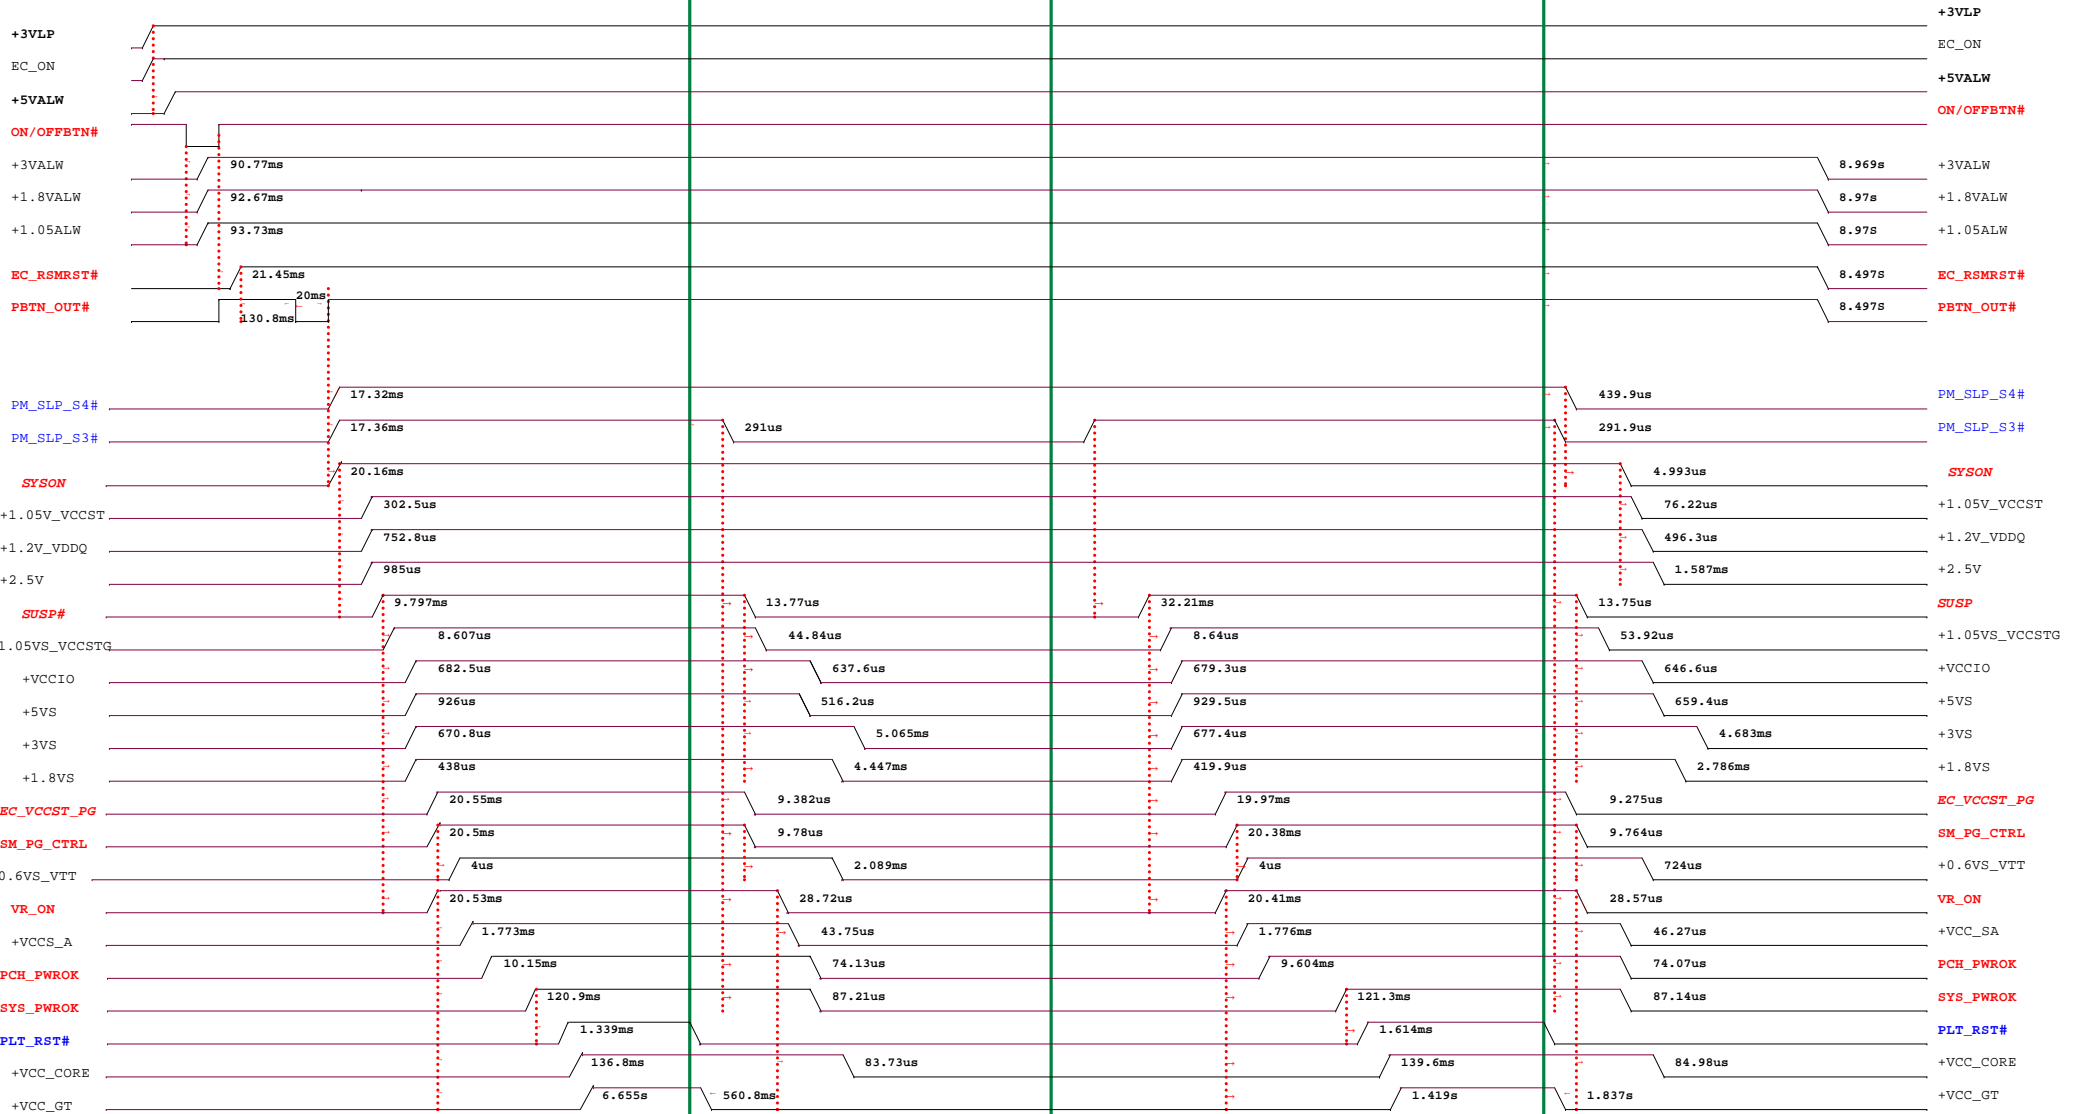 +3VLP +3VLP
EC_ON EC_ON
+5VALW +5VALW
ON/OFFBTN# ON/OFFBTN#
+3VALW 90.77ms 8.969s +3VALW
+1.8VALW 92.67ms 8.97s +1.8VALW
+1.05ALW 93.73ms 8.97S +1.05ALW
EC_RSMRST# 21.45ms 8.497S EC_RSMRST#
20ms
PBTN_OUT# 130.8ms 8.497S PBTN_OUT#
PM_SLP_S4# 17.32ms 439.9us PM_SLP_S4#
PM_SLP_S3# 17.36ms 291us 291.9us PM_SLP_S3#
SYSON 20.16ms 4.993us SYSON
+1.05V_VCCST 302.5us 76.22us +1.05V_VCCST
+1.2V_VDDQ 752.8us 496.3us +1.2V_VDDQ
+2.5V 985us 1.587ms +2.5V
SUSP# 9.797ms 13.77us 32.21ms 13.75us SUSP
1.05VS_VCCSTG 8.607us 44.84us 8.64us 53.92us +1.05VS_VCCSTG
+VCCIO 682.5us 637.6us 679.3us 646.6us +VCCIO
+5VS 926us 516.2us 929.5us 659.4us +5VS
+3VS 670.8us 5.065ms 677.4us 4.683ms +3VS
+1.8VS 438us 4.447ms 419.9us 2.786ms +1.8VS
EC_VCCST_PG 20.55ms 9.382us 19.97ms 9.275us EC_VCCST_PG
SM_PG_CTRL 20.5ms 9.78us 20.38ms 9.764us SM_PG_CTRL
0.6VS_VTT 4us 2.089ms 4us 724us +0.6VS_VTT
VR_ON 20.53ms 28.72us 20.41ms 28.57us VR_ON
+VCCS_A 1.773ms 43.75us 1.776ms 46.27us +VCC_SA
PCH_PWROK 10.15ms 74.13us 9.604ms 74.07us PCH_PWROK
SYS_PWROK 120.9ms 87.21us 121.3ms 87.14us SYS_PWROK
PLT_RST# 1.339ms 1.614ms PLT_RST#
+VCC_CORE 136.8ms 83.73us 139.6ms 84.98us +VCC_CORE
+VCC_GT 6.655s 560.8ms 1.419s 1.837s +VCC_GT